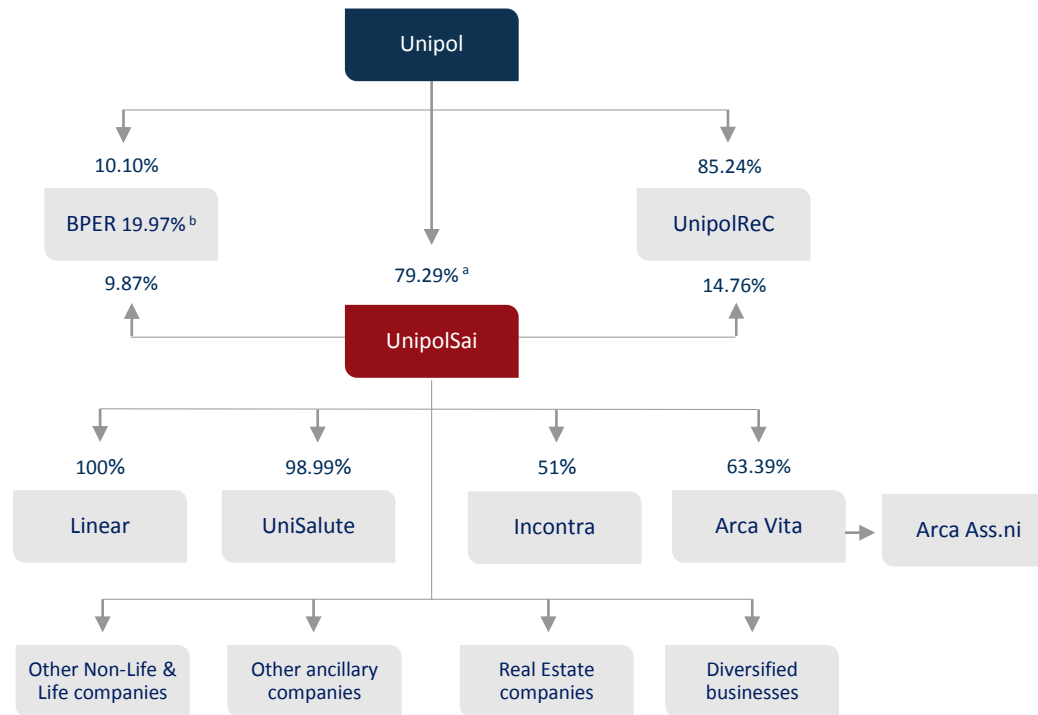 Unipol
10.10%
85.24%
BPER 19.97% b
UnipolReC
9.87%
79.29% a
14.76%
UnipolSai
100%
98.99%
51%
63.39%
Linear
UniSalute
Incontra
Arca Vita
Arca Ass.ni
Other Non-Life &
Life companies
Other ancillary
companies
Real Estate
companies
Diversified
businesses